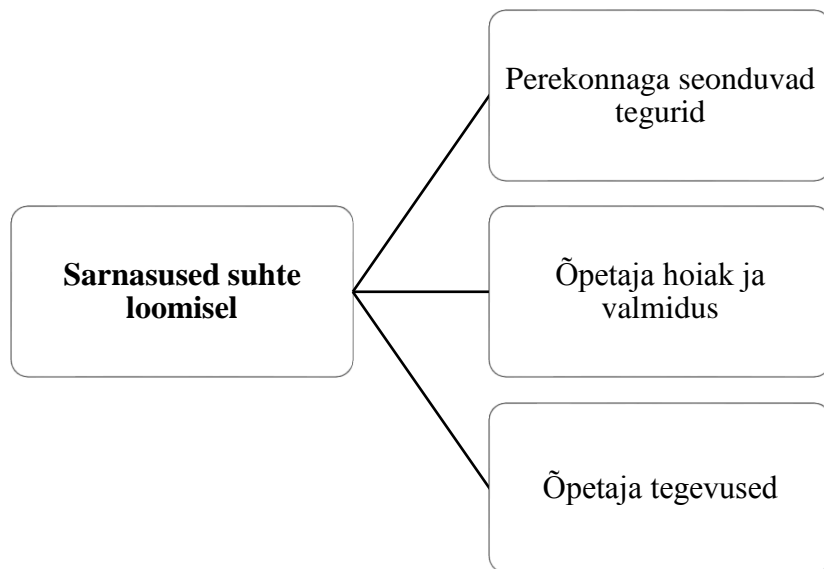 Perekonnaga seonduvad
tegurid
Sarnasused suhte
loomisel
Õpetaja hoiak ja
valmidus
Õpetaja tegevused